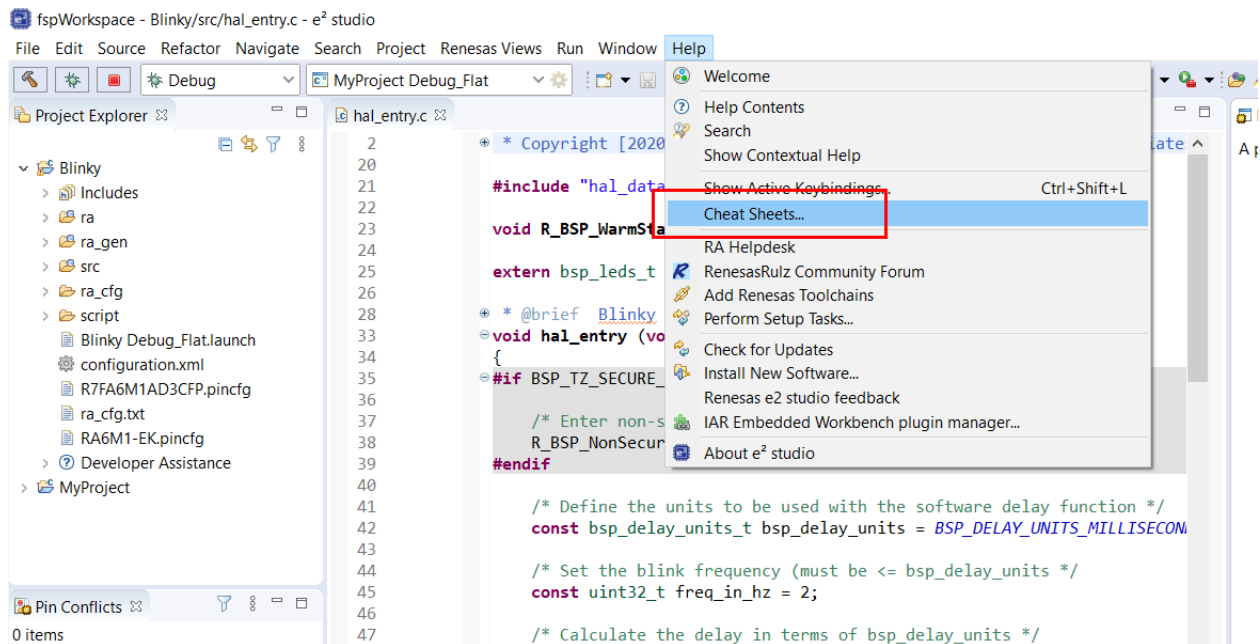 fspWorkspace - Blinky/src/hal_entry.c - e² studio
File Edit Source Refactor Navigate Search Project Renesas Views Run Window Help
Debug
MyProject Debug_Flat
Project Explorer
Blinky
Includes
ra
ra_gen
src
ra_cfg
script
Blinky Debug_Flat.launch
configuration.xml
R7FA6M1AD3CFP.pincfg
ra_cfg.txt
RA6M1-EK.pincfg
Developer Assistance
MyProject
Pin Conflicts
0 items
hal_entry.c
2 * Copyright [2020
20
21 #include "hal_data
22
23 void R_BSP_WarmSta
24
25 extern bsp_leds_t
26
28 * @brief Blinky
33 void hal_entry (vo
34 {
35 #if BSP_TZ_SECURE_
36
37 /* Enter non-s
38 R_BSP_NonSecur
39 #endif
40
41 /* Define the units to be used with the software delay function */
42 const bsp_delay_units_t bsp_delay_units = BSP_DELAY_UNITS_MILLISECON
43
44 /* Set the blink frequency (must be <= bsp_delay_units */
45 const uint32_t freq_in_hz = 2;
46
47 /* Calculate the delay in terms of bsp_delay_units */
Welcome
Help Contents
Search
Show Contextual Help
Show Active Keybindings... Ctrl+Shift+L
Cheat Sheets...
RA Helpdesk
RenesasRulz Community Forum
Add Renesas Toolchains
Perform Setup Tasks...
Check for Updates
Install New Software...
Renesas e2 studio feedback
IAR Embedded Workbench plugin manager...
About e² studio
late
A p